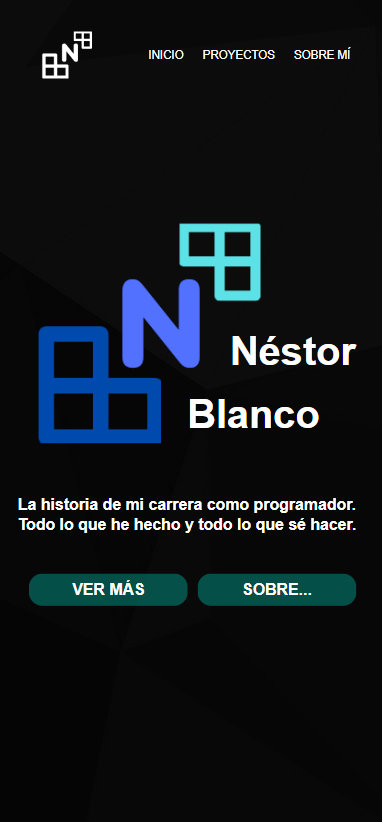 N
INICIO PROYECTOS SOBRE MÍ
N
Néstor
Blanco
La historia de mi carrera como programador.
Todo lo que he hecho y todo lo que sé hacer.
VER MÁS SOBRE...